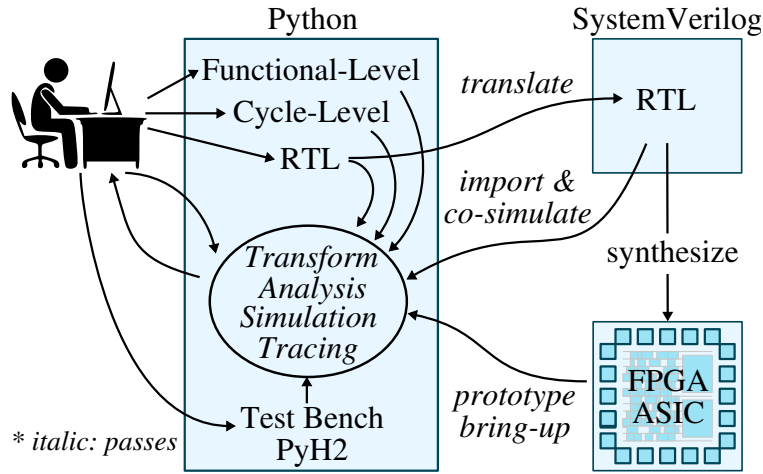 Python
SystemVerilog
Functional-Level
Cycle-Level
RTL
translate
RTL
import &
co-simulate
synthesize
Transform
Analysis
Simulation
Tracing
FPGA
ASIC
prototype
bring-up
Test Bench
PyH2
* italic: passes